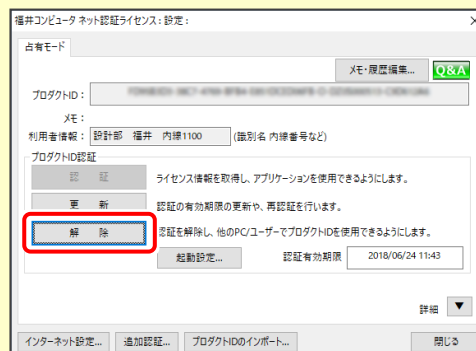 福井コンピュータ ネット認証ライセンス : 設定 :
占有モード
メモ・履歴編集... Q&A
プロダクトID :
メモ :
利用者情報 : 設計部 福井 内線1100 (識別名 内線番号など)
プロダクトID認証
認 証 ライセンス情報を取得し、アプリケーションを使用できるようにします。
更 新 認証の有効期限の更新や、再認証を行います。
解 除 認証を解除し、他のPC/ユーザーでプロダクトIDを使用できるようにします。
起動設定... 認証有効期限 2018/06/24 11:43
詳細 ▼
インターネット設定... 追加認証... プロダクトIDのインポート... 閉じる